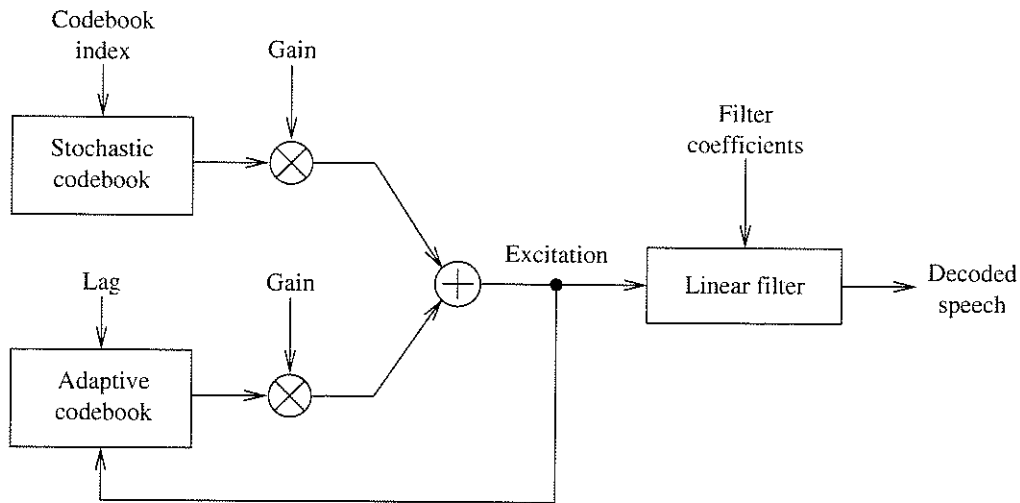 Codebook
index
Gain
Stochastic
codebook
Filter
coefficients
Excitation
Linear filter
Decoded
speech
Lag
Gain
Adaptive
codebook